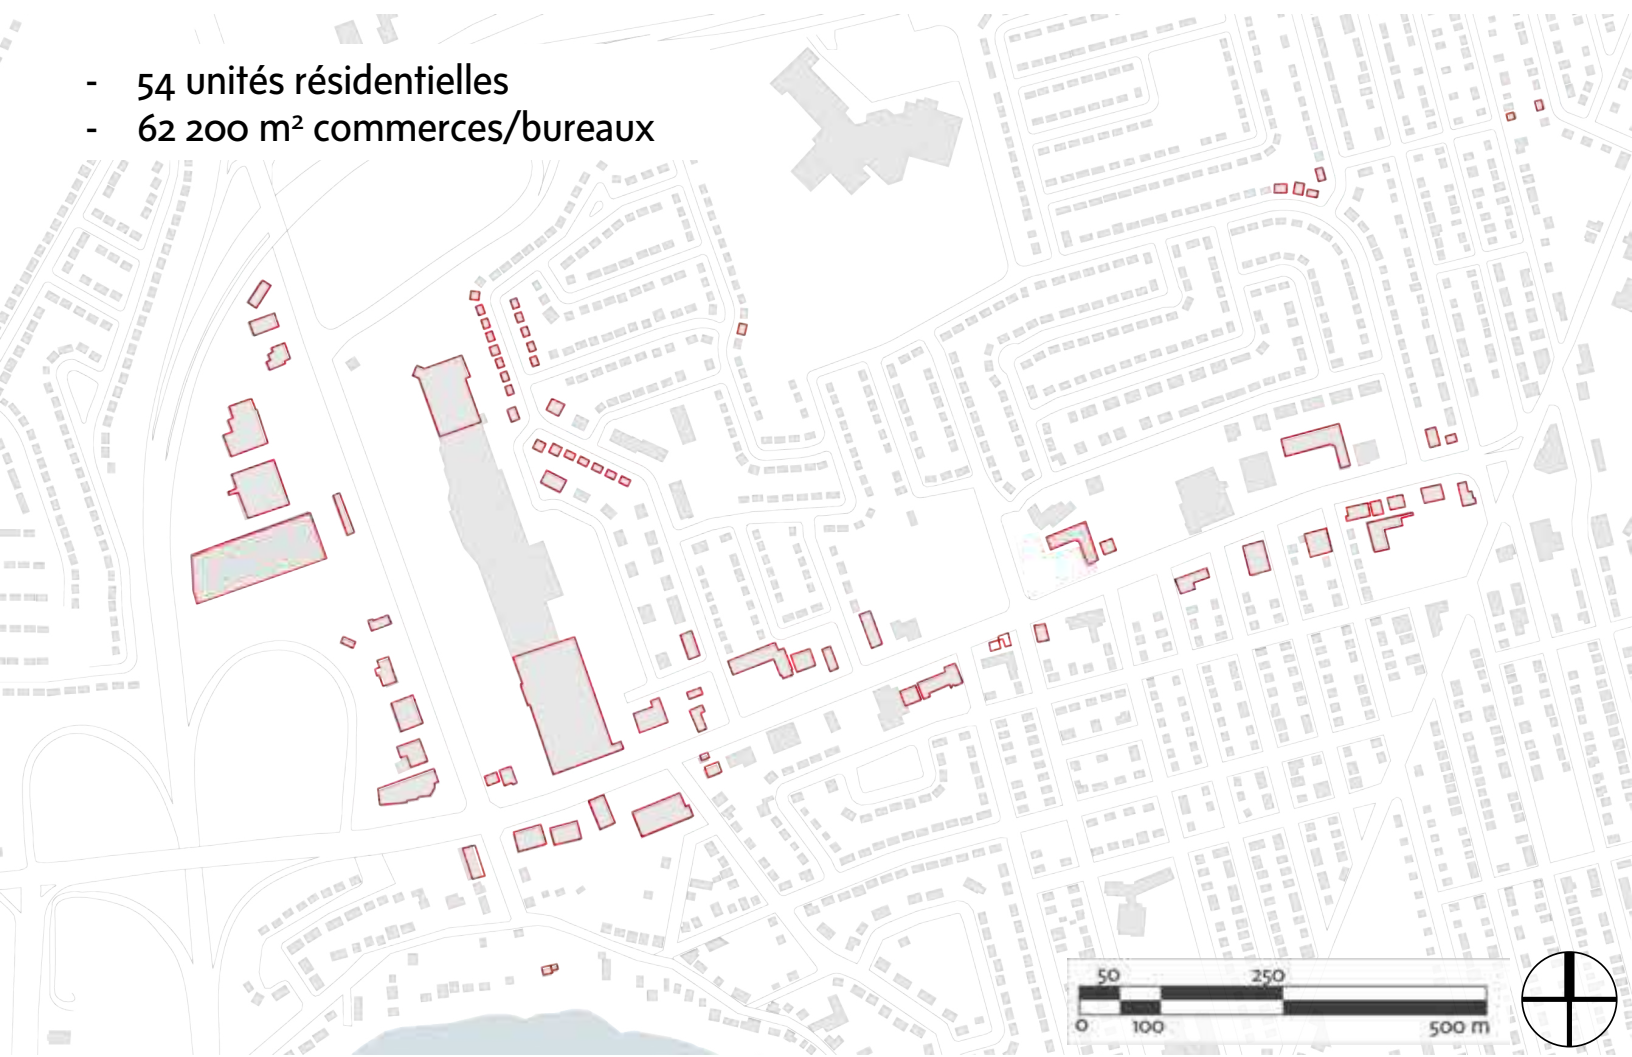 - 54 unités résidentielles
- 62 200 m² commerces/bureaux
50 250
0 100 500 m